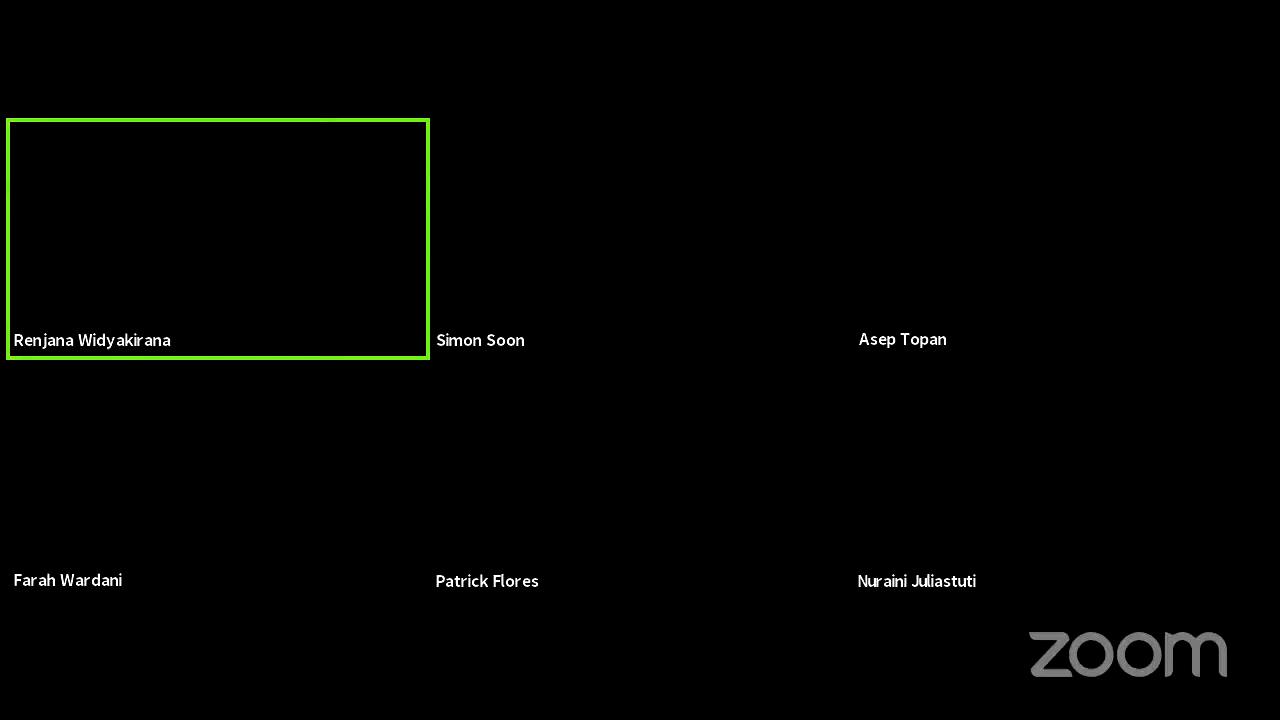 Renjana Widyakirana
Simon Soon
Asep Topan
Farah Wardani
Patrick Flores
Nuraini Juliastuti
zoom